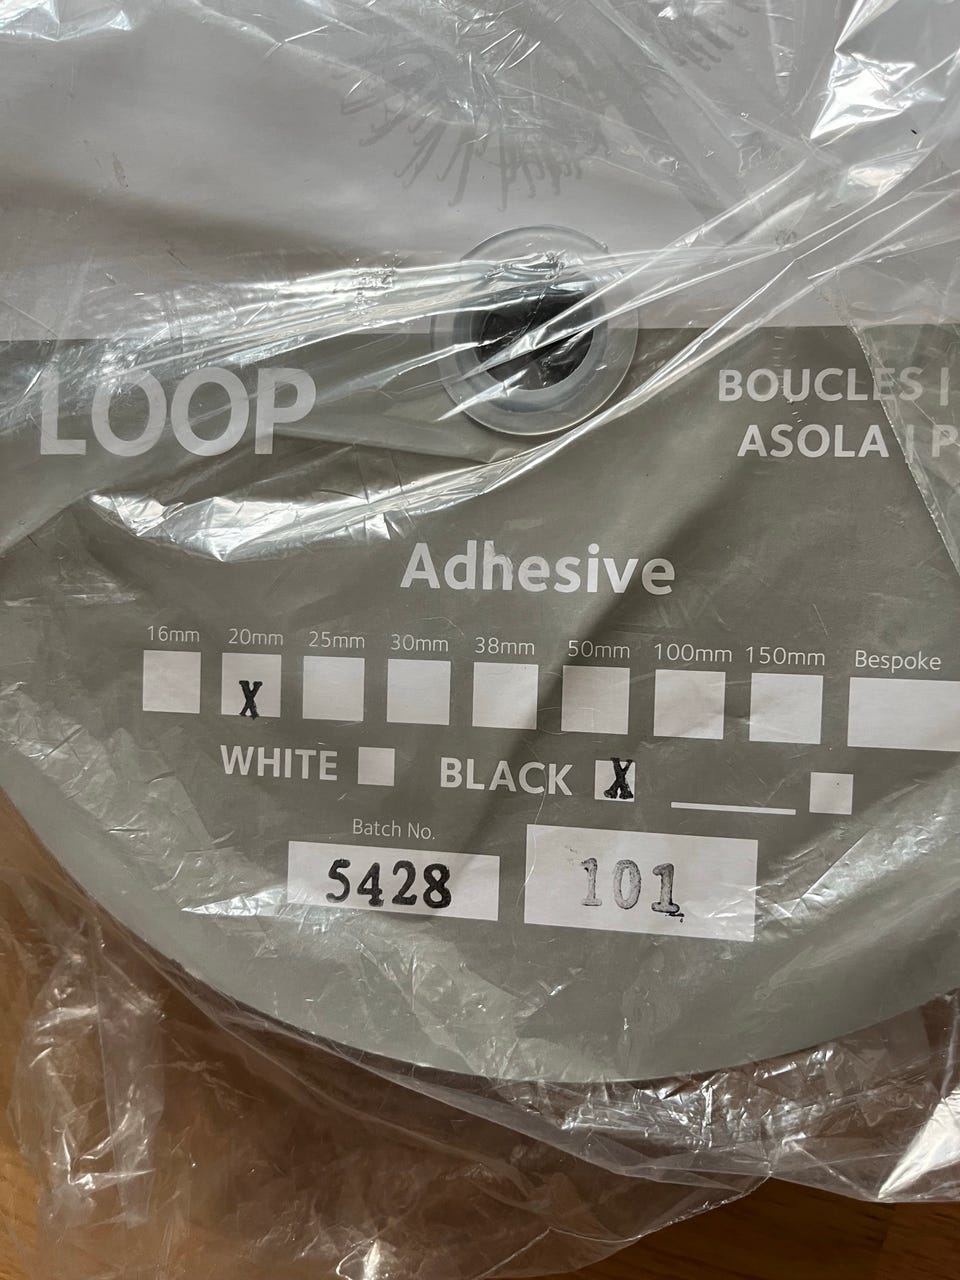 LOOP
BOUCLES |
ASOLA | P
Adhesive
16mm 20mm 25mm 30mm 38mm 50mm 100mm 150mm Bespoke
X
WHITE BLACK X
Batch No.
5428 101